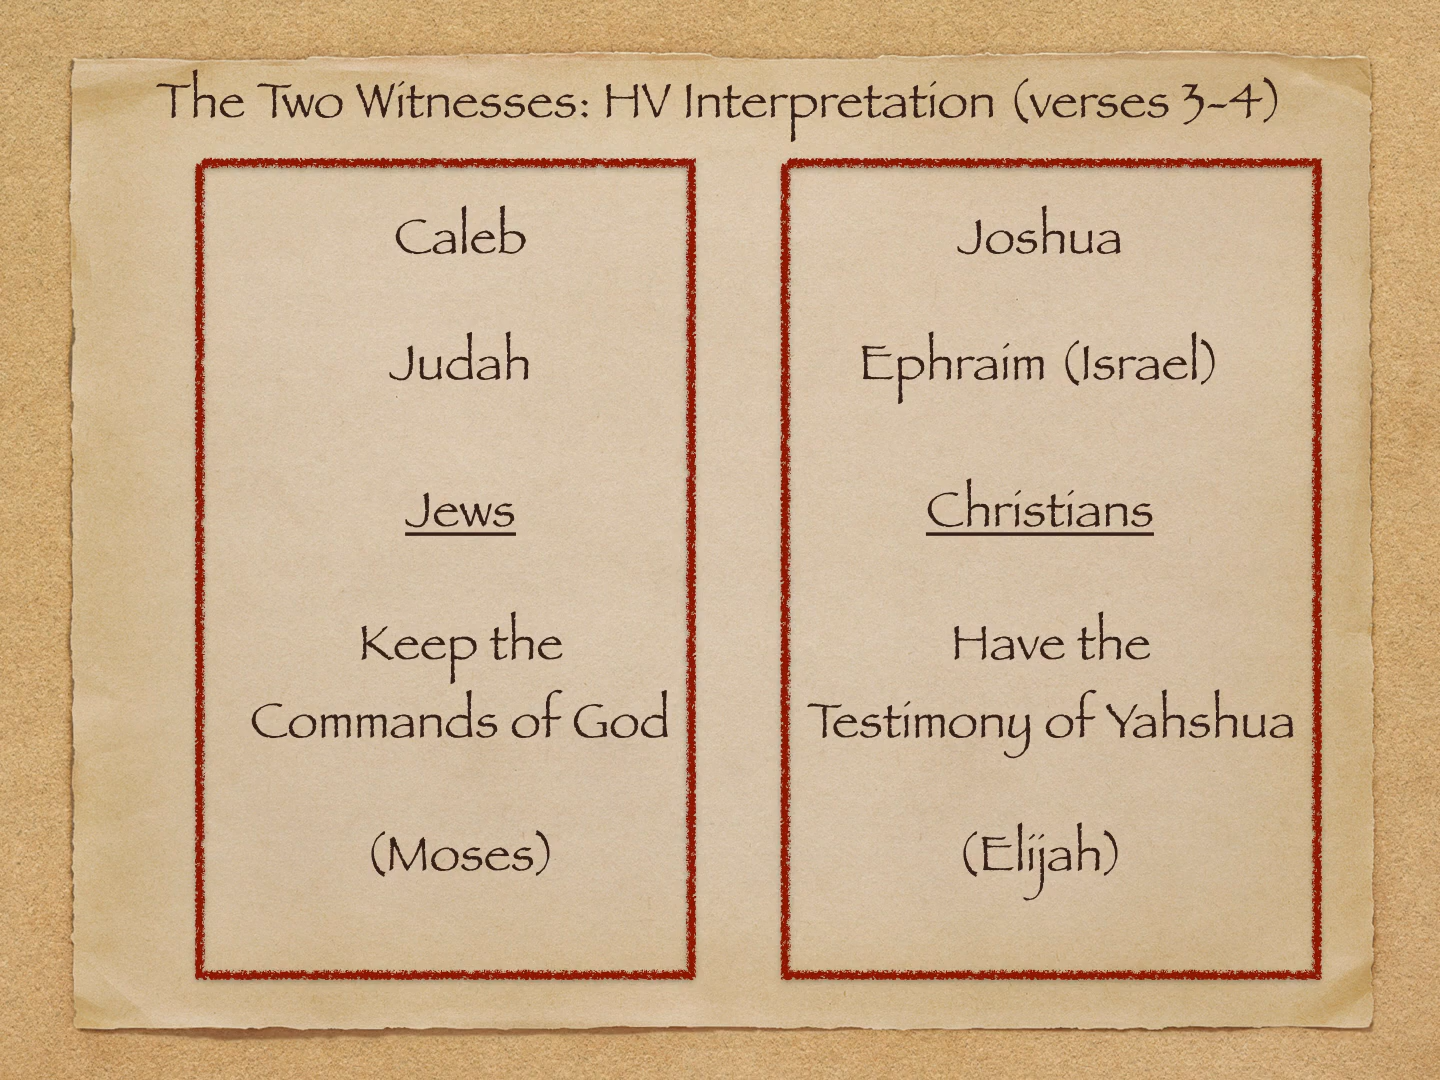 The Two Witnesses: HV Interpretation (verses 3-4)
Caleb
Judah
Jews
Keep the
Commands of God
(Moses)
Joshua
Ephraim (Israel)
Christians
Have the
Testimony of Yahshua
(Elijah)